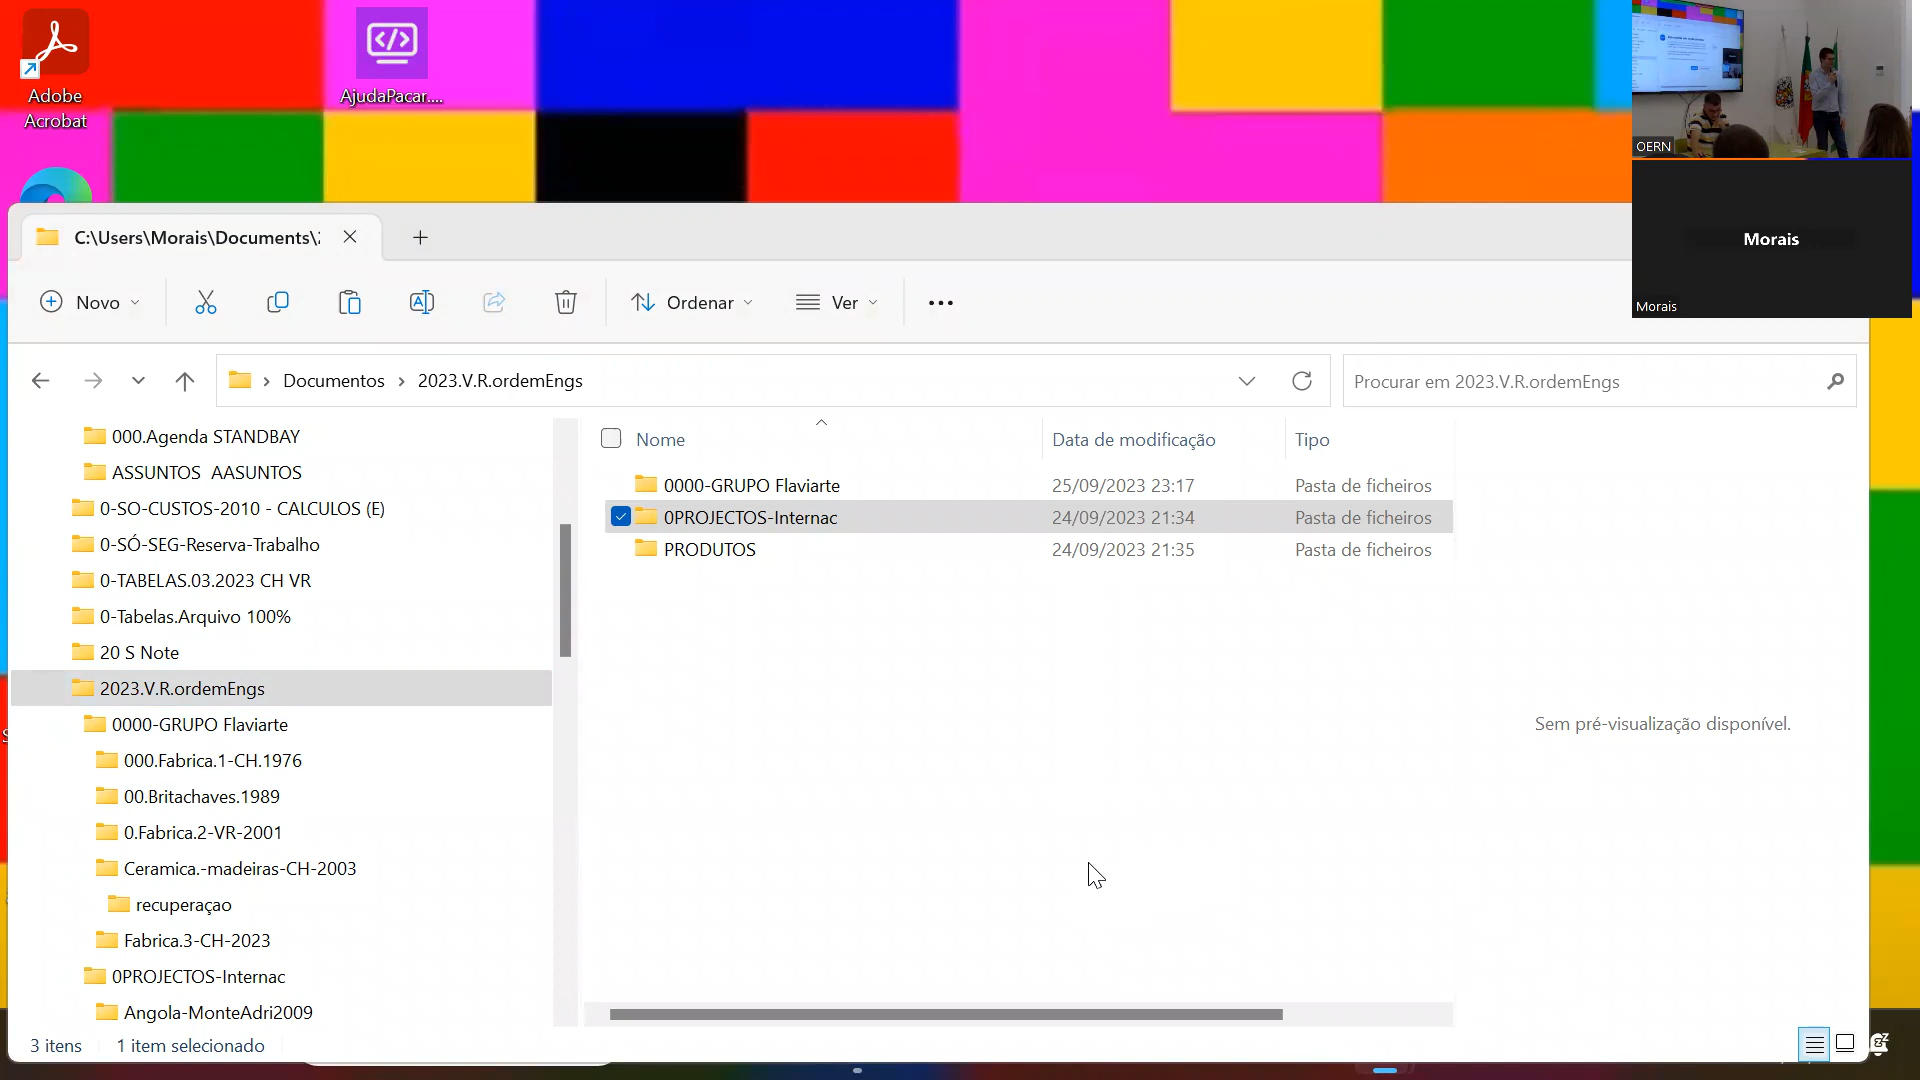 Adobe
Acrobat
AjudaPacar....
OERN
Morais
Morais
C:\Users\Morais\Documents\
Novo
Ordenar
Ver
Documentos
2023.V.R.ordemEngs
Procurar em 2023.V.R.ordemEngs
000.Agenda STANDBAY
ASSUNTOS  AASUNTOS
0-SO-CUSTOS-2010 - CALCULOS (E)
0-SÓ-SEG-Reserva-Trabalho
0-TABELAS.03.2023 CH VR
0-Tabelas.Arquivo 100%
20 S Note
2023.V.R.ordemEngs
0000-GRUPO Flaviarte
000.Fabrica.1-CH.1976
00.Britachaves.1989
0.Fabrica.2-VR-2001
Ceramica.-madeiras-CH-2003
recuperaçao
Fabrica.3-CH-2023
0PROJECTOS-Internac
Angola-MonteAdri2009
Nome Data de modificação Tipo
0000-GRUPO Flaviarte 25/09/2023 23:17 Pasta de ficheiros
0PROJECTOS-Internac 24/09/2023 21:34 Pasta de ficheiros
PRODUTOS 24/09/2023 21:35 Pasta de ficheiros
Sem pré-visualização disponível.
3 itens 1 item selecionado